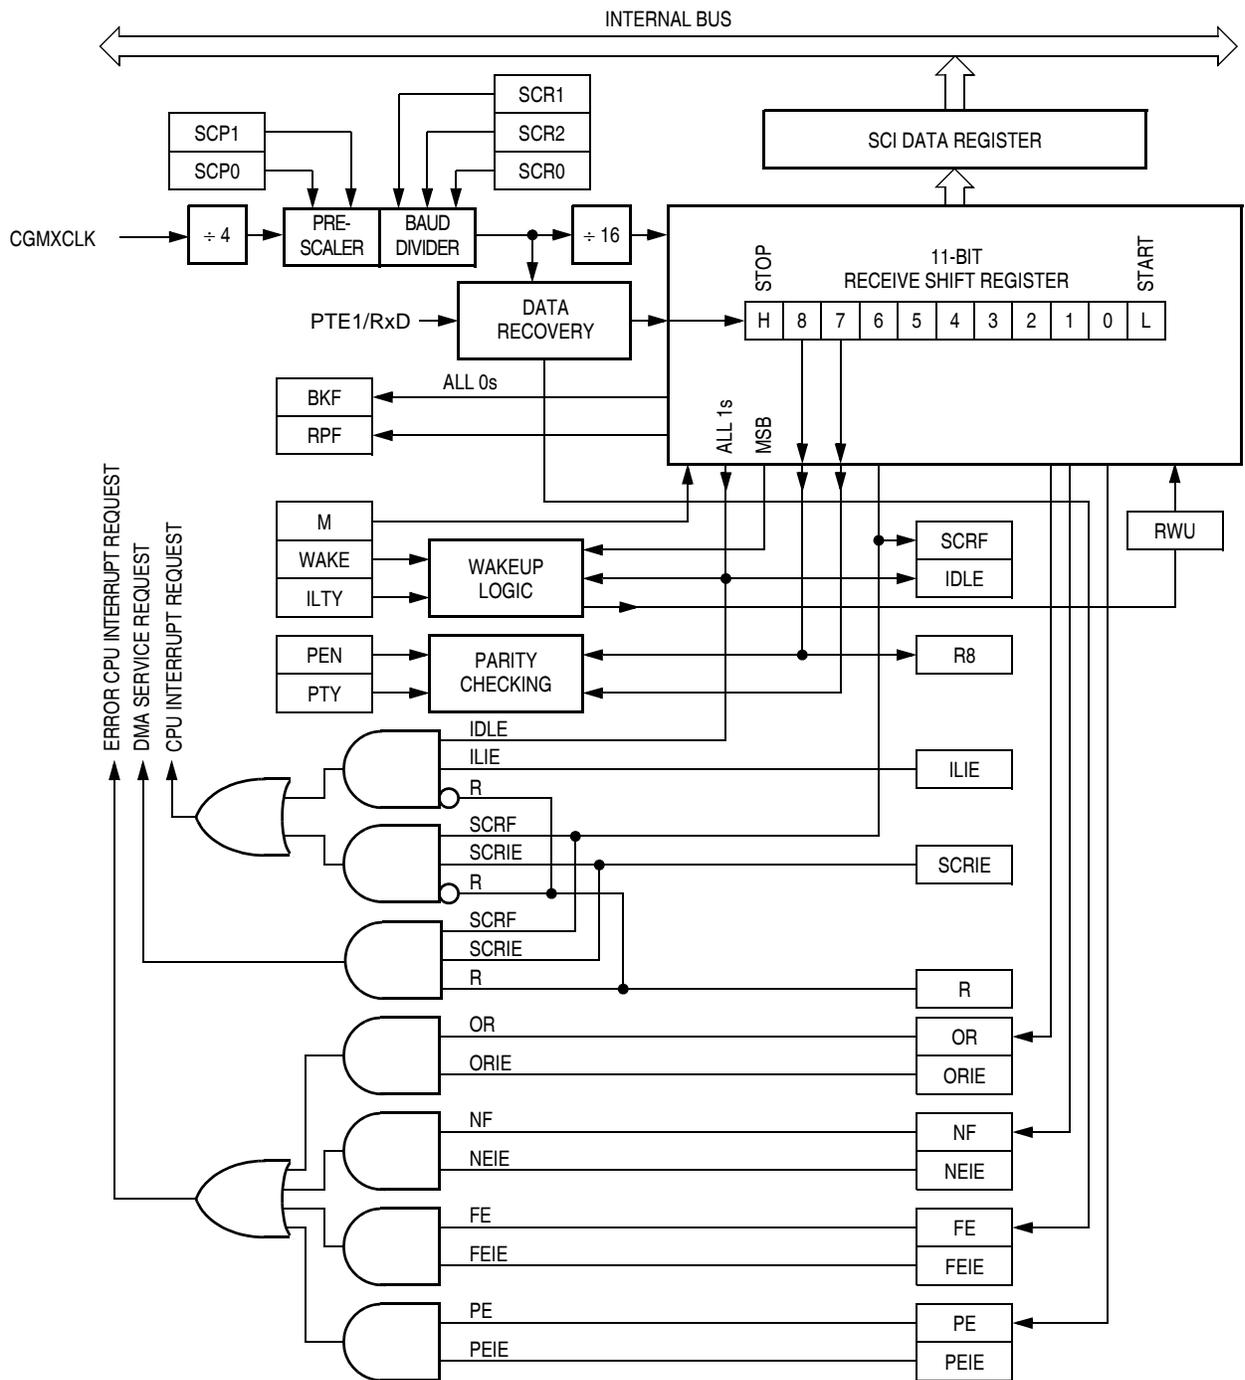 INTERNAL BUS
SCR1
SCP1
SCR2
SCI DATA REGISTER
SCP0
SCR0
CGMXCLK
÷ 4
PRE-
SCALER
BAUD
DIVIDER
÷ 16
STOP
11-BIT
RECEIVE SHIFT REGISTER
START
PTE1/RxD
DATA
RECOVERY
H 8 7 6 5 4 3 2 1 0 L
BKF
ALL 0s
RPF
ALL 1s
MSB
ERROR CPU INTERRUPT REQUEST
DMA SERVICE REQUEST
CPU INTERRUPT REQUEST
M
WAKE
ILTY
WAKEUP
LOGIC
SCRF
IDLE
RWU
PEN
PTY
PARITY
CHECKING
R8
IDLE
ILIE
ILIE
R
SCRF
SCRIE
SCRIE
R
SCRF
SCRIE
R
R
OR
OR
ORIE
ORIE
NF
NF
NEIE
NEIE
FE
FE
FEIE
FEIE
PE
PE
PEIE
PEIE